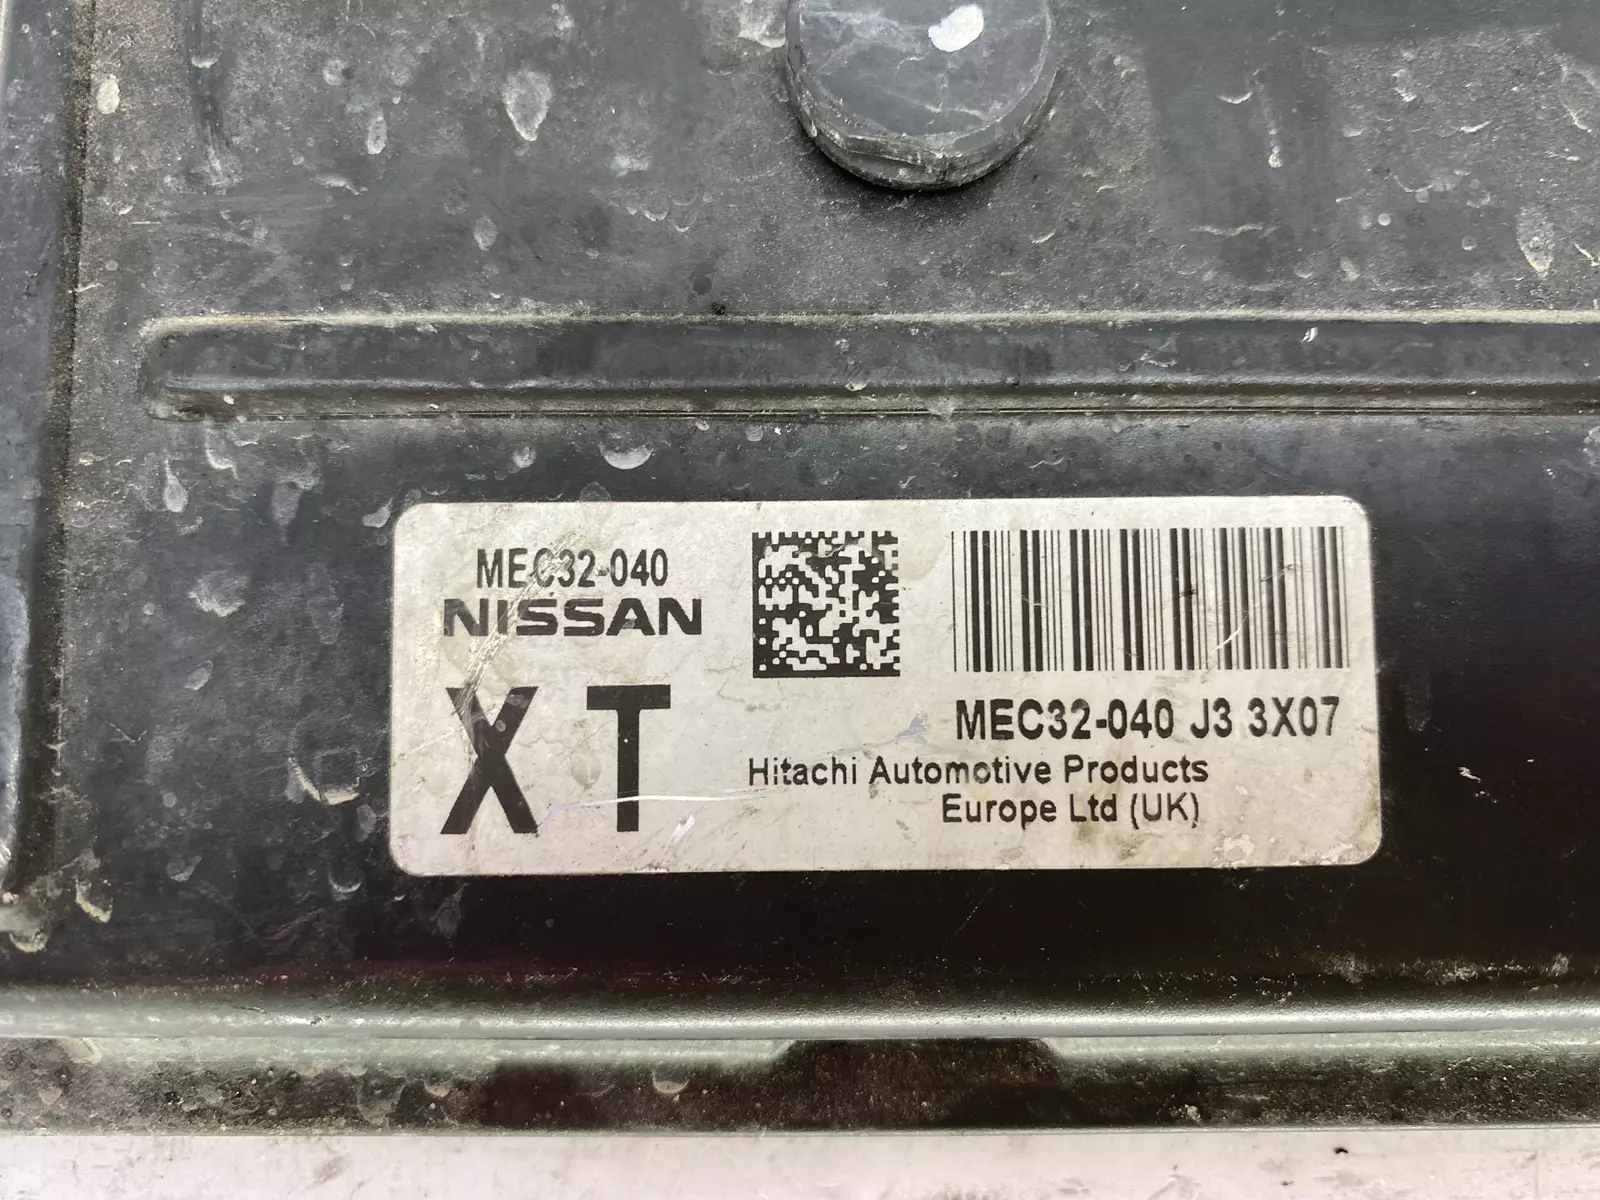 MEC32-040
NISSAN
XT
MEC32-040 J3 3X07
Hitachi Automotive Products
Europe Ltd (UK)